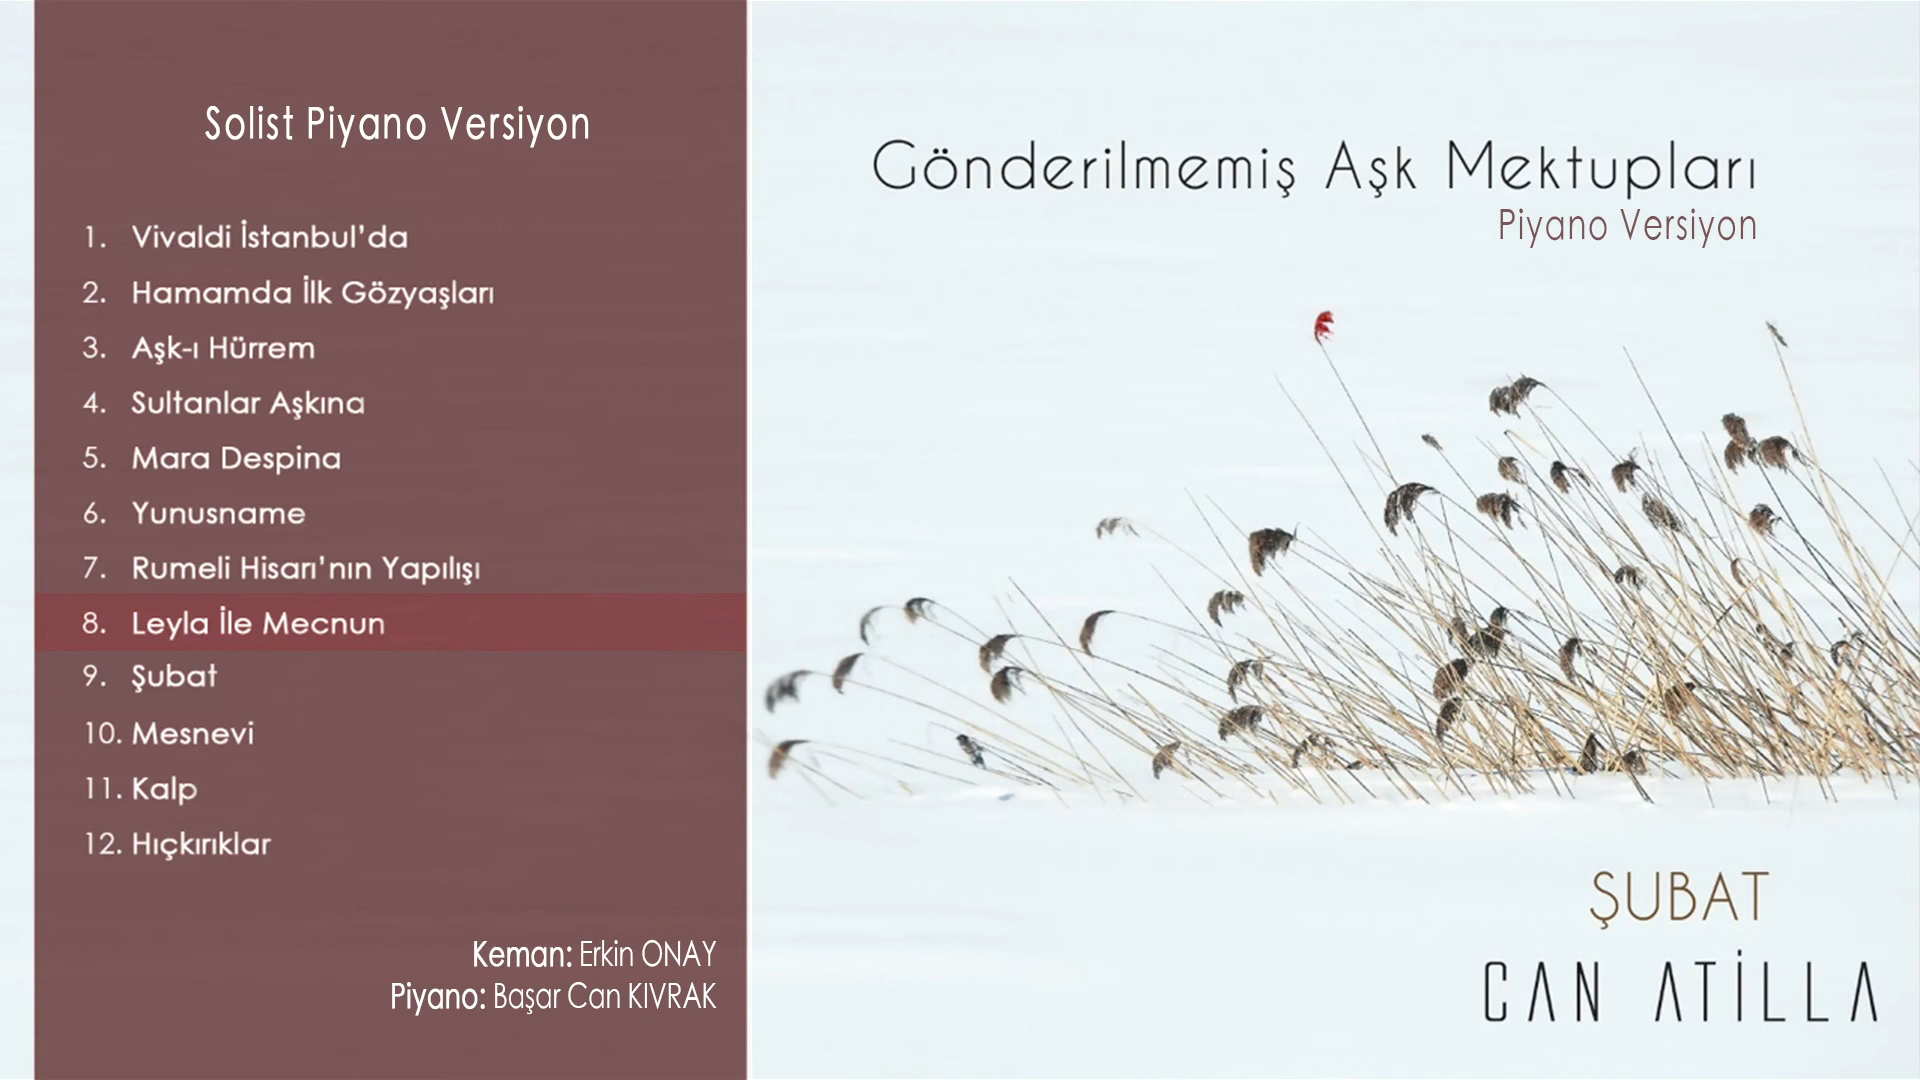 Solist Piyano Versiyon
1. Vivaldi İstanbul'da
2. Hamamda İlk Gözyaşları
3. Aşk-ı Hürrem
4. Sultanlar Aşkına
5. Mara Despina
6. Yunusname
7. Rumeli Hisarı'nın Yapılışı
8. Leyla İle Mecnun
9. Şubat
10. Mesnevi
11. Kalp
12. Hıçkırıklar
Keman: Erkin ONAY
Piyano: Başar Can KIVRAK
Gönderilmemiş Aşk Mektupları
Piyano Versiyon
ŞUBAT
CAN ATİLLA